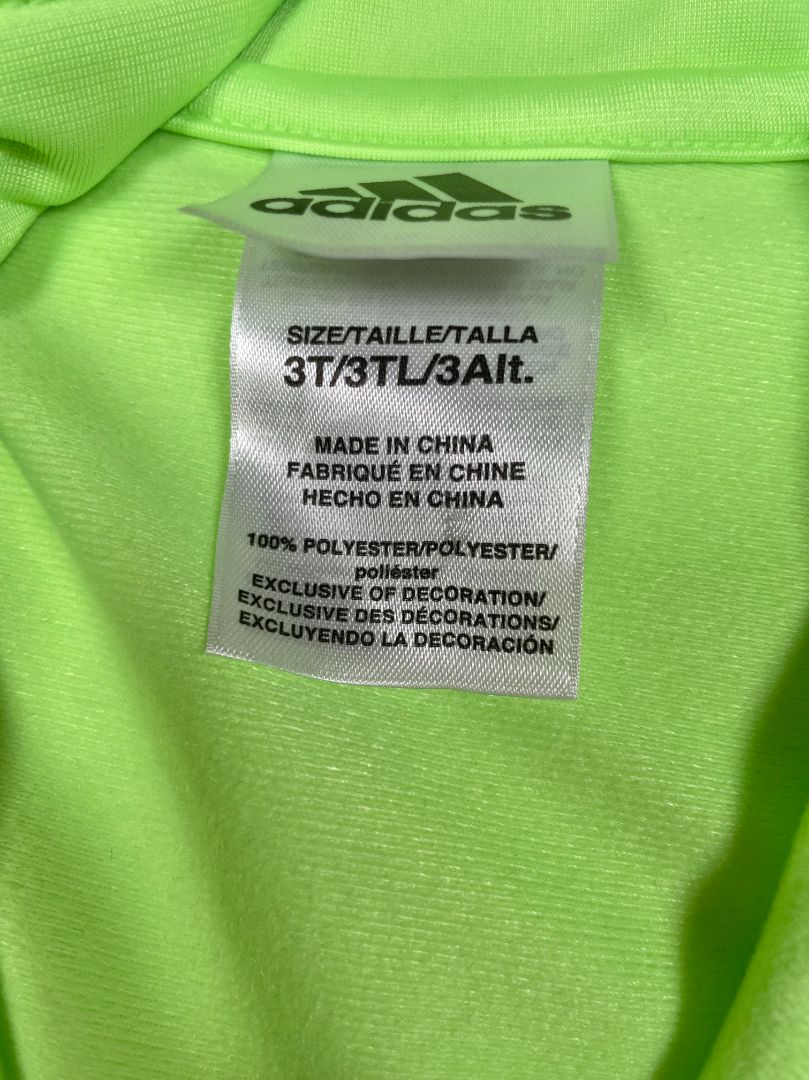 adidas
SIZE/TAILLE/TALLA
3T/3TL/3Alt.
MADE IN CHINA
FABRIQUÉ EN CHINE
HECHO EN CHINA
100% POLYESTER/POLYESTER/
poliéster
EXCLUSIVE OF DECORATION/
EXCLUSIVE DES DÉCORATIONS/
EXCLUYENDO LA DECORACIÓN